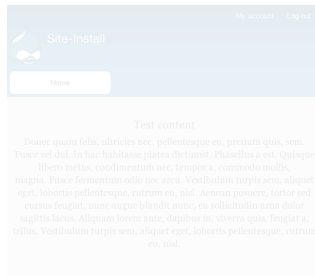 My account Log out
Site-Install
Home
Test content
Donec quam felis, ultricies nec, pellentesque eu, pretium quis, sem.
Fusce vel dui. In hac habitasse platea dictumst. Phasellus a est. Quisque
libero metus, condimentum nec, tempor a, commodo mollis,
magna. Fusce fermentum odio nec arcu. Vestibulum turpis sem, aliquet
eget, lobortis pellentesque, rutrum eu, nisl. Aenean posuere, tortor sed
cursus feugiat, nunc augue blandit nunc, eu sollicitudin urna dolor
sagittis lacus. Aliquam lorem ante, dapibus in, viverra quis, feugiat a,
tellus. Vestibulum turpis sem, aliquet eget, lobortis pellentesque, rutrum
eu, nisl.